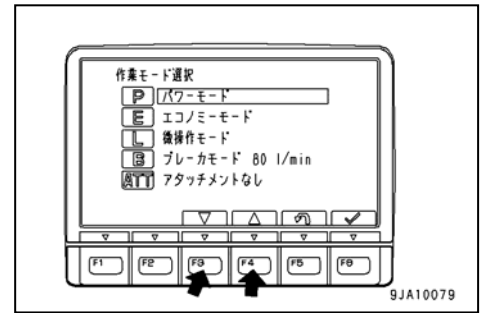 作業モード選択
P パワーモード
E エコノミーモード
L 微操作モード
B ブレーカモード 80 l/min
ATT アタッチメントなし
F1 F2 F3 F4 F5 F6
9JA10079